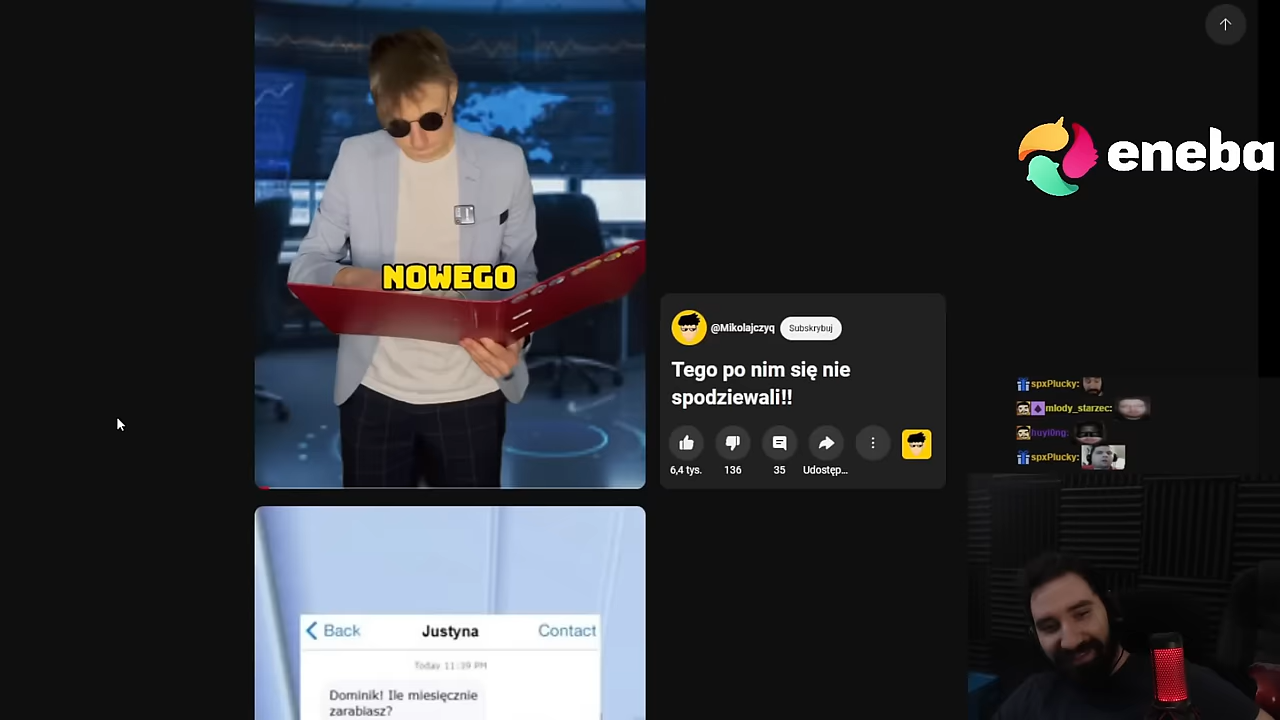 NOWEGO
@Mikolajczyq
Subskrybuj
Tego po nim się nie
spodziewali!!
6,4 tys.
136
35
Udostęp...
eneba
spxPlucky:
mlody_starzec:
huyi0ng:
spxPlucky:
Back
Justyna
Contact
Today 11:39 PM
Dominik! Ile miesięcznie
zarabiasz?